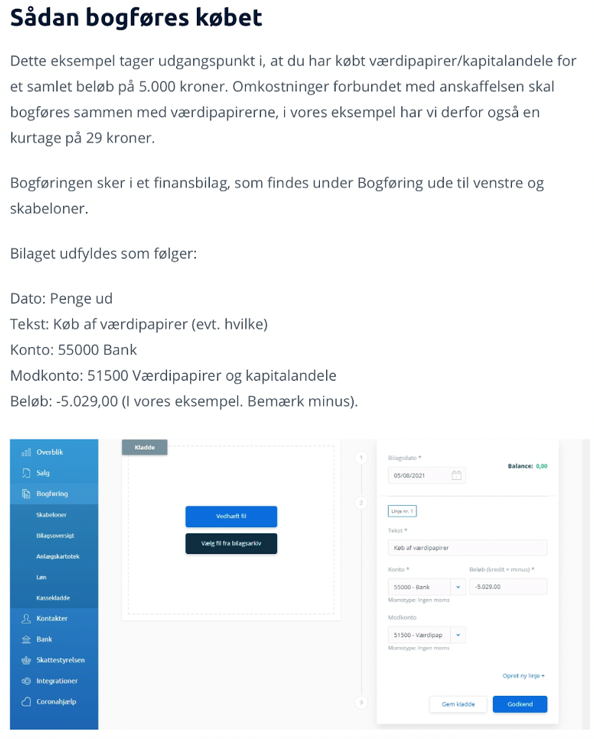 Sådan bogføres købet
Dette eksempel tager udgangspunkt i, at du har købt værdipapirer/kapitalandele for
et samlet beløb på 5.000 kroner. Omkostninger forbundet med anskaffelsen skal
bogføres sammen med værdipapirerne, i vores eksempel har vi derfor også en
kurtage på 29 kroner.
Bogføringen sker i et finansbilag, som findes under Bogføring ude til venstre og
skabeloner.
Bilaget udfyldes som følger:
Dato: Penge ud
Tekst: Køb af værdipapirer (evt. hvilke)
Konto: 55000 Bank
Modkonto: 51500 Værdipapirer og kapitalandele
Beløb: -5.029,00 (I vores eksempel. Bemærk minus).
Overblik
Salg
Bogføring
Skabeloner
Bilagsoversigt
Anlægskartotek
Løn
Kassekladde
Kontakter
Bank
Skattestyrelsen
Integrationer
Coronahjælp
Kladde
Vedhæft fil
Vælg fil fra bilagsarkiv
1
Bilagsdato *
05/08/2021
Balance: 0,00
2
Linje nr. 1
Tekst *
Køb af værdipapirer
Konto * Beløb (kredit = minus) *
55000 - Bank -5.029,00
Momstype: Ingen moms
Modkonto
51500 - Værdipap
Momstype: Ingen moms
Opret ny linje +
3
Gem kladde Godkend